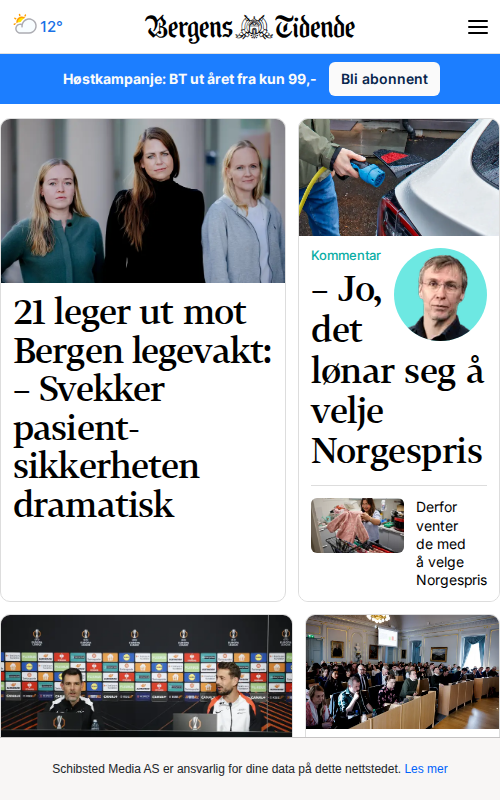 12°
Bergens Tidende
Høstkampanje: BT ut året fra kun 99,-
Bli abonnent
21 leger ut mot
Bergen legevakt:
– Svekker
pasient-
sikkerheten
dramatisk
Kommentar
– Jo,
det
lønar seg å
velje
Norgespris
Derfor
venter
de med
å velge
Norgespris
Schibsted Media AS er ansvarlig for dine data på dette nettstedet. Les mer